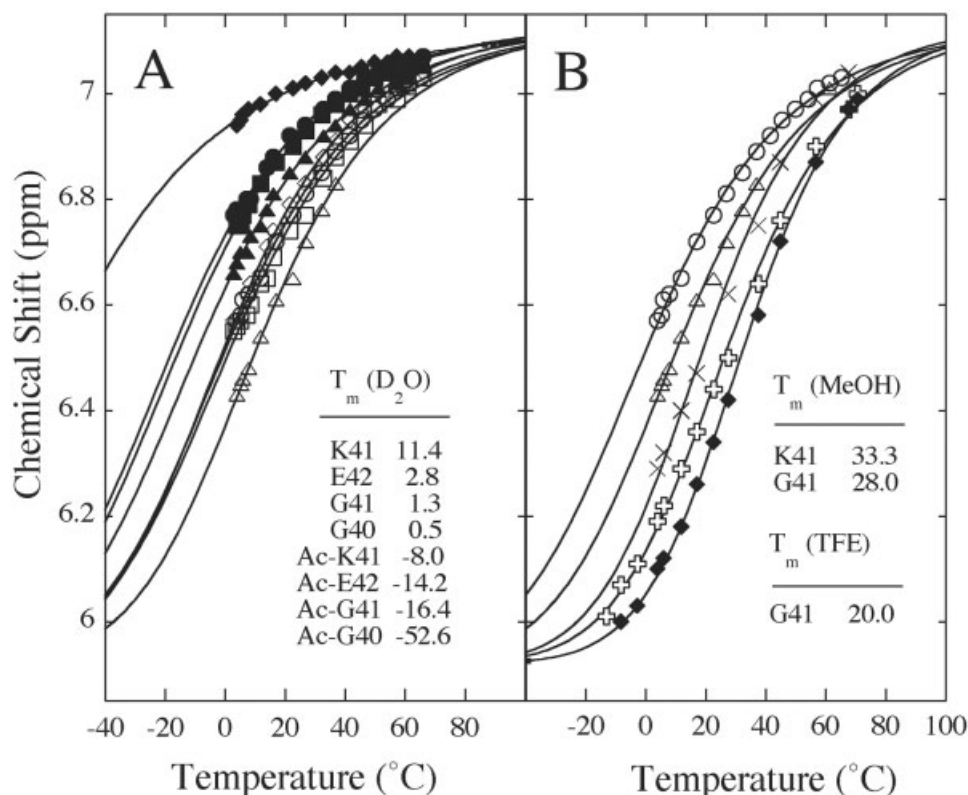 A
B
Chemical Shift (ppm)
7
6.8
6.6
6.4
6.2
6
T_m (D_2O)
K41 11.4
E42 2.8
G41 1.3
G40 0.5
Ac-K41 -8.0
Ac-E42 -14.2
Ac-G41 -16.4
Ac-G40 -52.6
T_m (MeOH)
K41 33.3
G41 28.0
T_m (TFE)
G41 20.0
-40 -20 0 20 40 60 80
-20 0 20 40 60 80 100
Temperature (°C)
Temperature (°C)